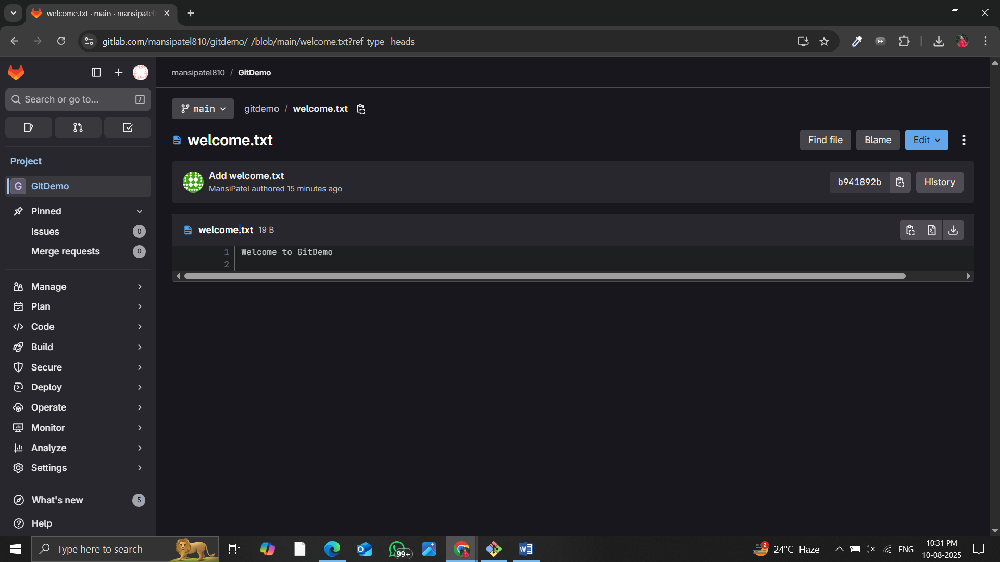 welcome.txt · main · mansipatel
gitlab.com/mansipatel810/gitdemo/-/blob/main/welcome.txt?ref_type=heads
Search or go to... /
Project
G GitDemo
Pinned
Issues 0
Merge requests 0
Manage
Plan
Code
Build
Secure
Deploy
Operate
Monitor
Analyze
Settings
What's new 5
Help
mansipatel810 / GitDemo
main gitdemo / welcome.txt
welcome.txt
Find file Blame Edit
Add welcome.txt
MansiPatel authored 15 minutes ago
b941892b History
welcome.txt 19 B
1 Welcome to GitDemo
2
Type here to search
99+
2 24°C Haze
ENG
10:31 PM
10-08-2025